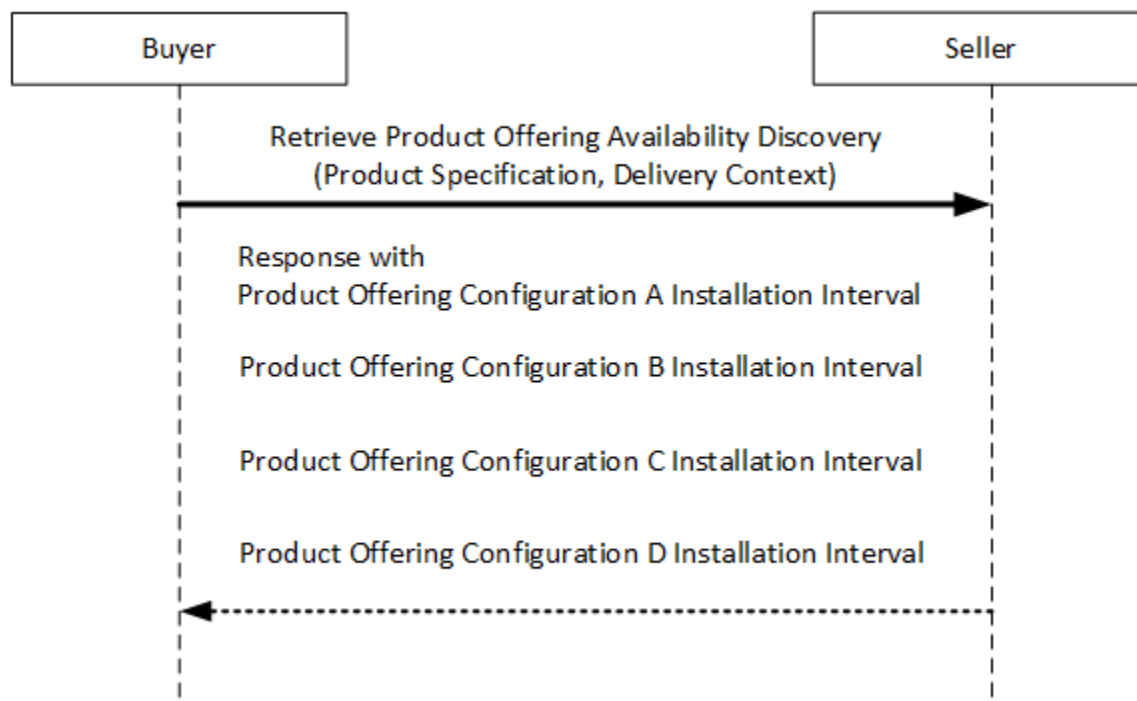 Buyer
Seller
Retrieve Product Offering Availability Discovery
(Product Specification, Delivery Context)
Response with
Product Offering Configuration A Installation Interval
Product Offering Configuration B Installation Interval
Product Offering Configuration C Installation Interval
Product Offering Configuration D Installation Interval